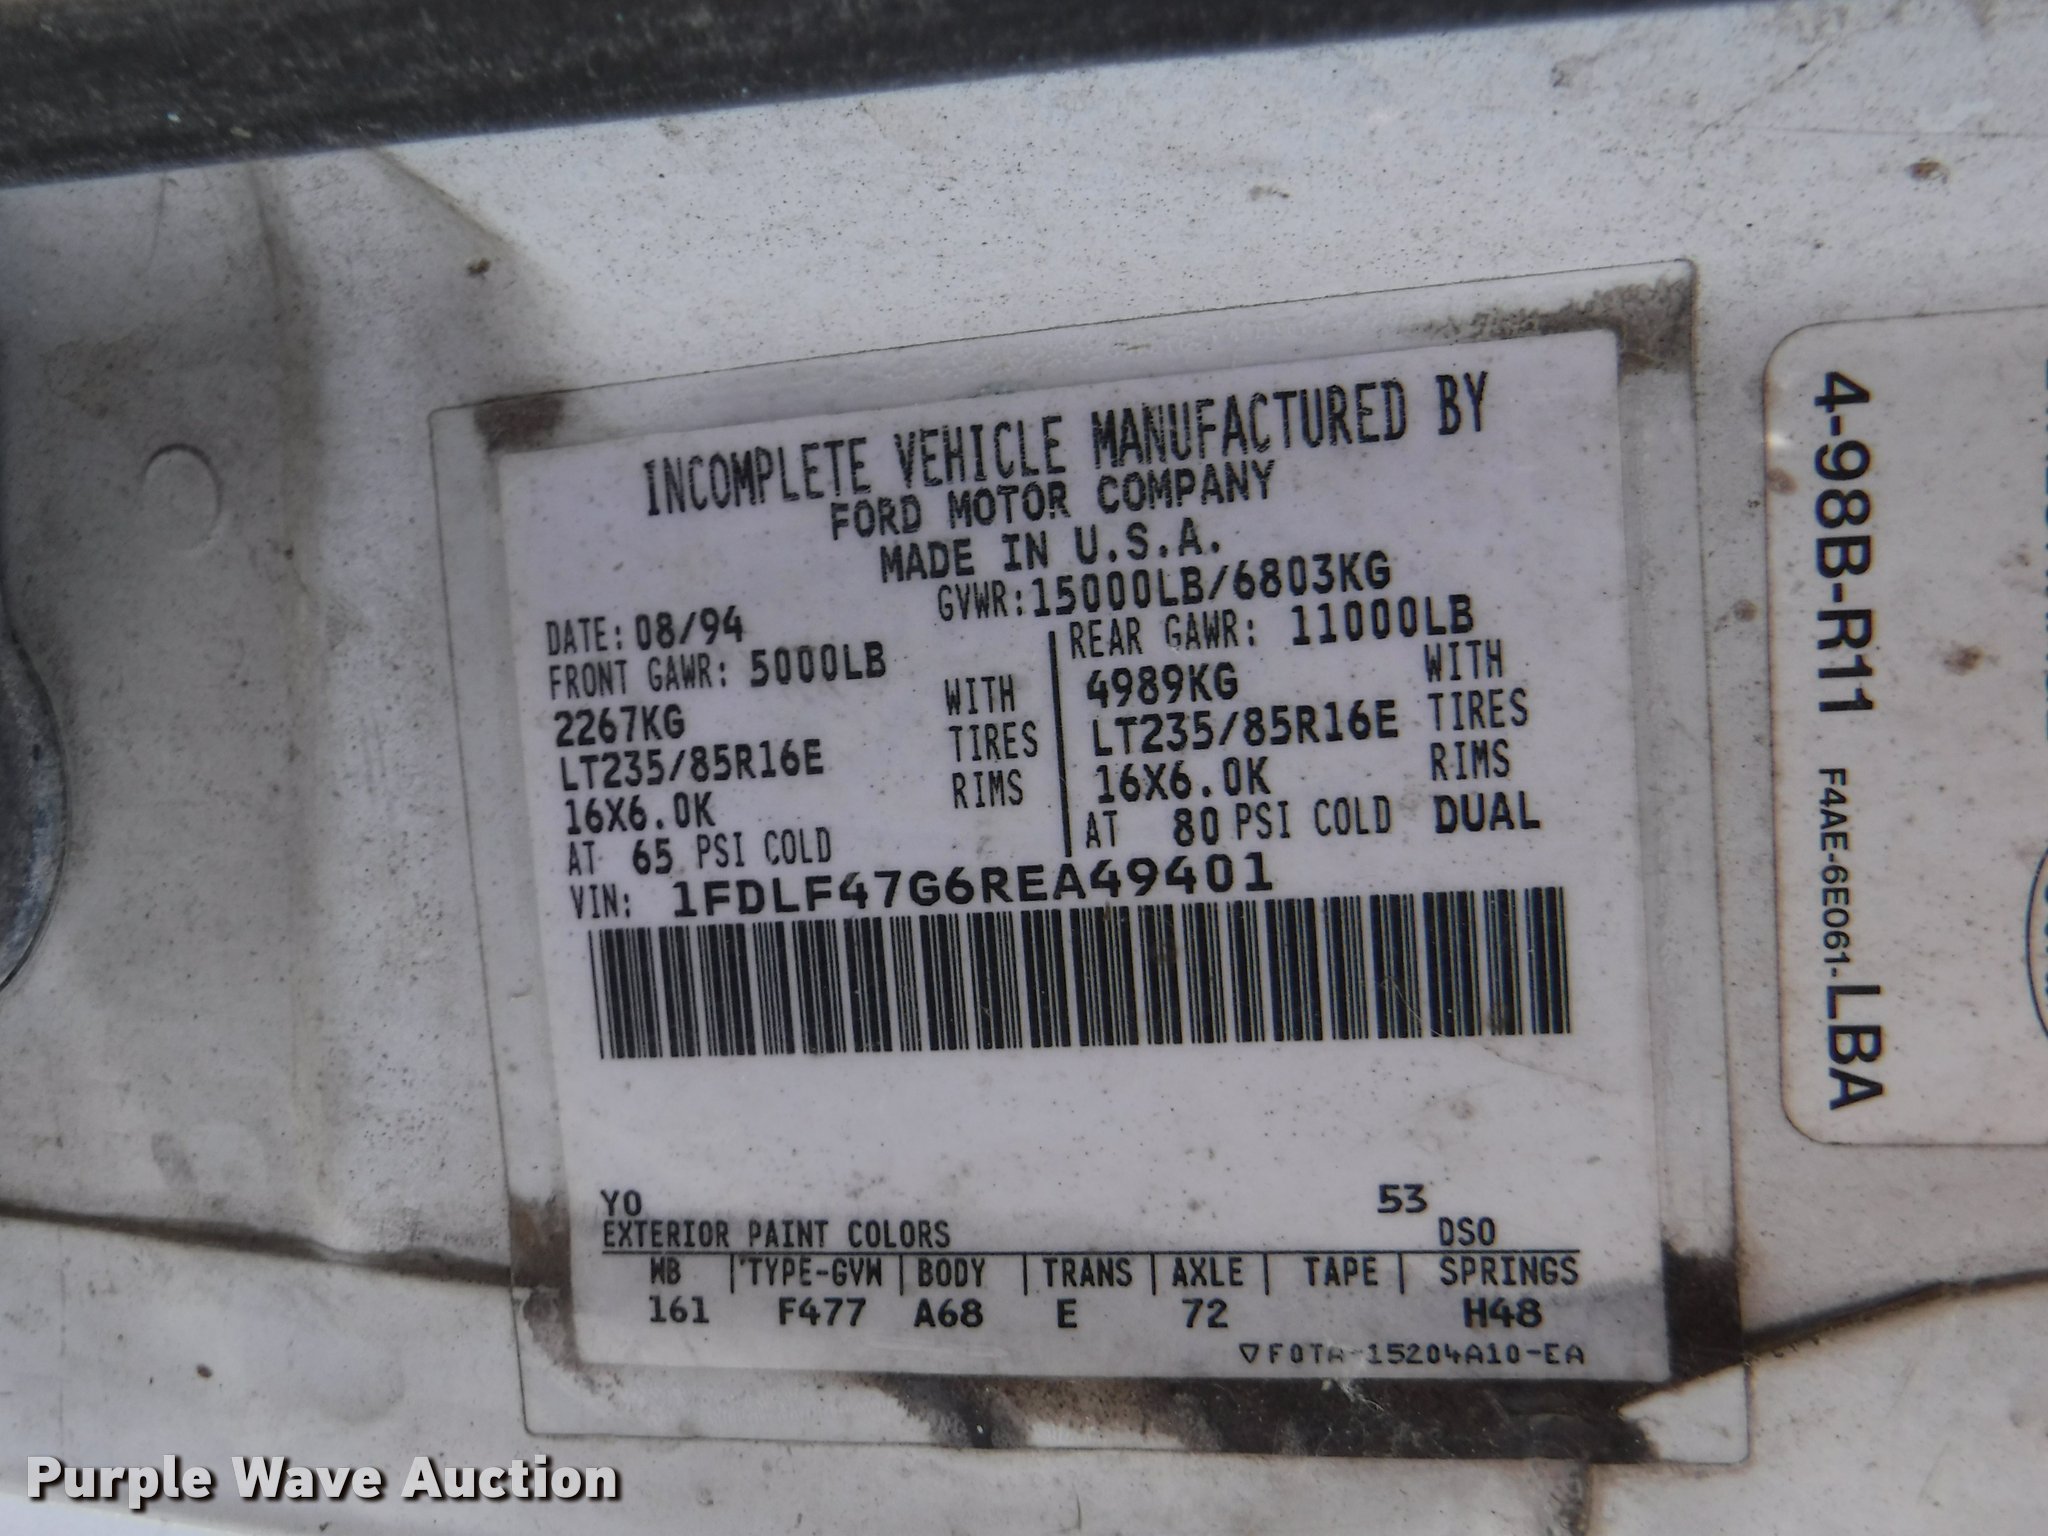 INCOMPLETE VEHICLE MANUFACTURED BY
FORD MOTOR COMPANY
MADE IN U.S.A.
DATE: 08/94 GVWR: 15000LB/6803KG
FRONT GAWR: 5000LB REAR GAWR: 11000LB
2267KG WITH 4989KG WITH
LT235/85R16E TIRES LT235/85R16E TIRES
16X6.0K RIMS 16X6.0K RIMS
AT 65 PSI COLD AT 80 PSI COLD DUAL
VIN: 1FDLF47G6REA49401
YO 53
EXTERIOR PAINT COLORS DSO
WB TYPE-GVW BODY TRANS AXLE TAPE SPRINGS
161 F477 A68 E 72 H48
F0TA-15204A10-EA
4-98B-R11 F4AE-6E061-LBA
Purple Wave Auction